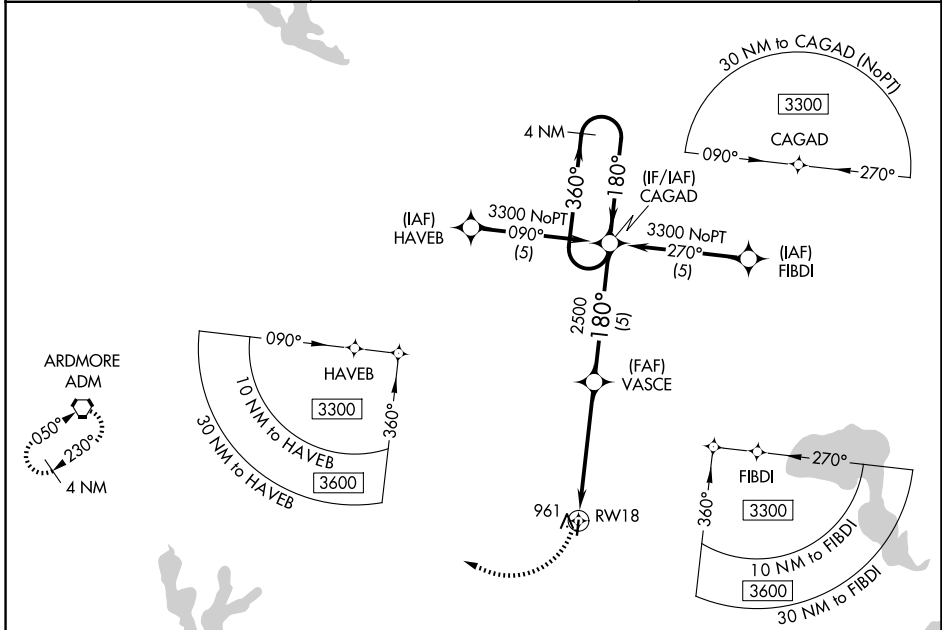 30 NM to CAGAD (NoPT)
3300
CAGAD
090°
270°
4 NM
360°
180°
(IF/IAF)
CAGAD
(IAF)
HAVEB
3300 NoPT
090°
(5)
3300 NoPT
270°
(5)
(IAF)
FIBDI
2500
180°
(5)
(FAF)
VASCE
ARDMORE
ADM
050°
230°
4 NM
090°
HAVEB
3300
360°
10 NM to HAVEB
3600
30 NM to HAVEB
270°
FIBDI
360°
3300
10 NM to FIBDI
3600
30 NM to FIBDI
961
RW18